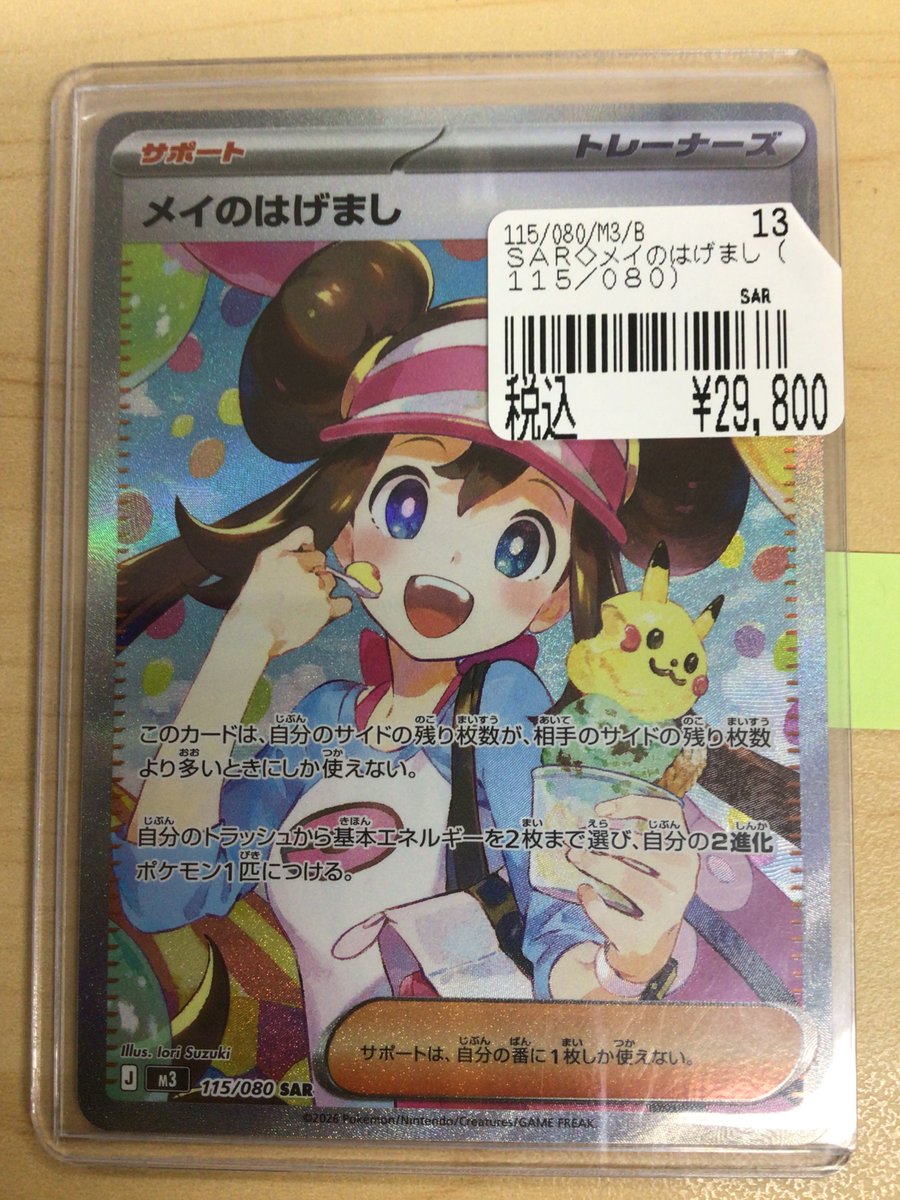 サポート
トレーナーズ
メイのはげまし
115/080/M3/B
13
SAR◇メイのはげまし(
115/080)
SAR
税込 ¥29,800
このカードは、自分のサイドの残り枚数が、相手のサイドの残り枚数
より多いときにしか使えない。
自分のトラッシュから基本エネルギーを2枚まで選び、自分の2進化
ポケモン1匹につける。
サポートは、自分の番に1枚しか使えない。
Illus. Iori Suzuki
J M3 115/080 SAR
©2026 Pokémon/Nintendo/Creatures/GAME FREAK.